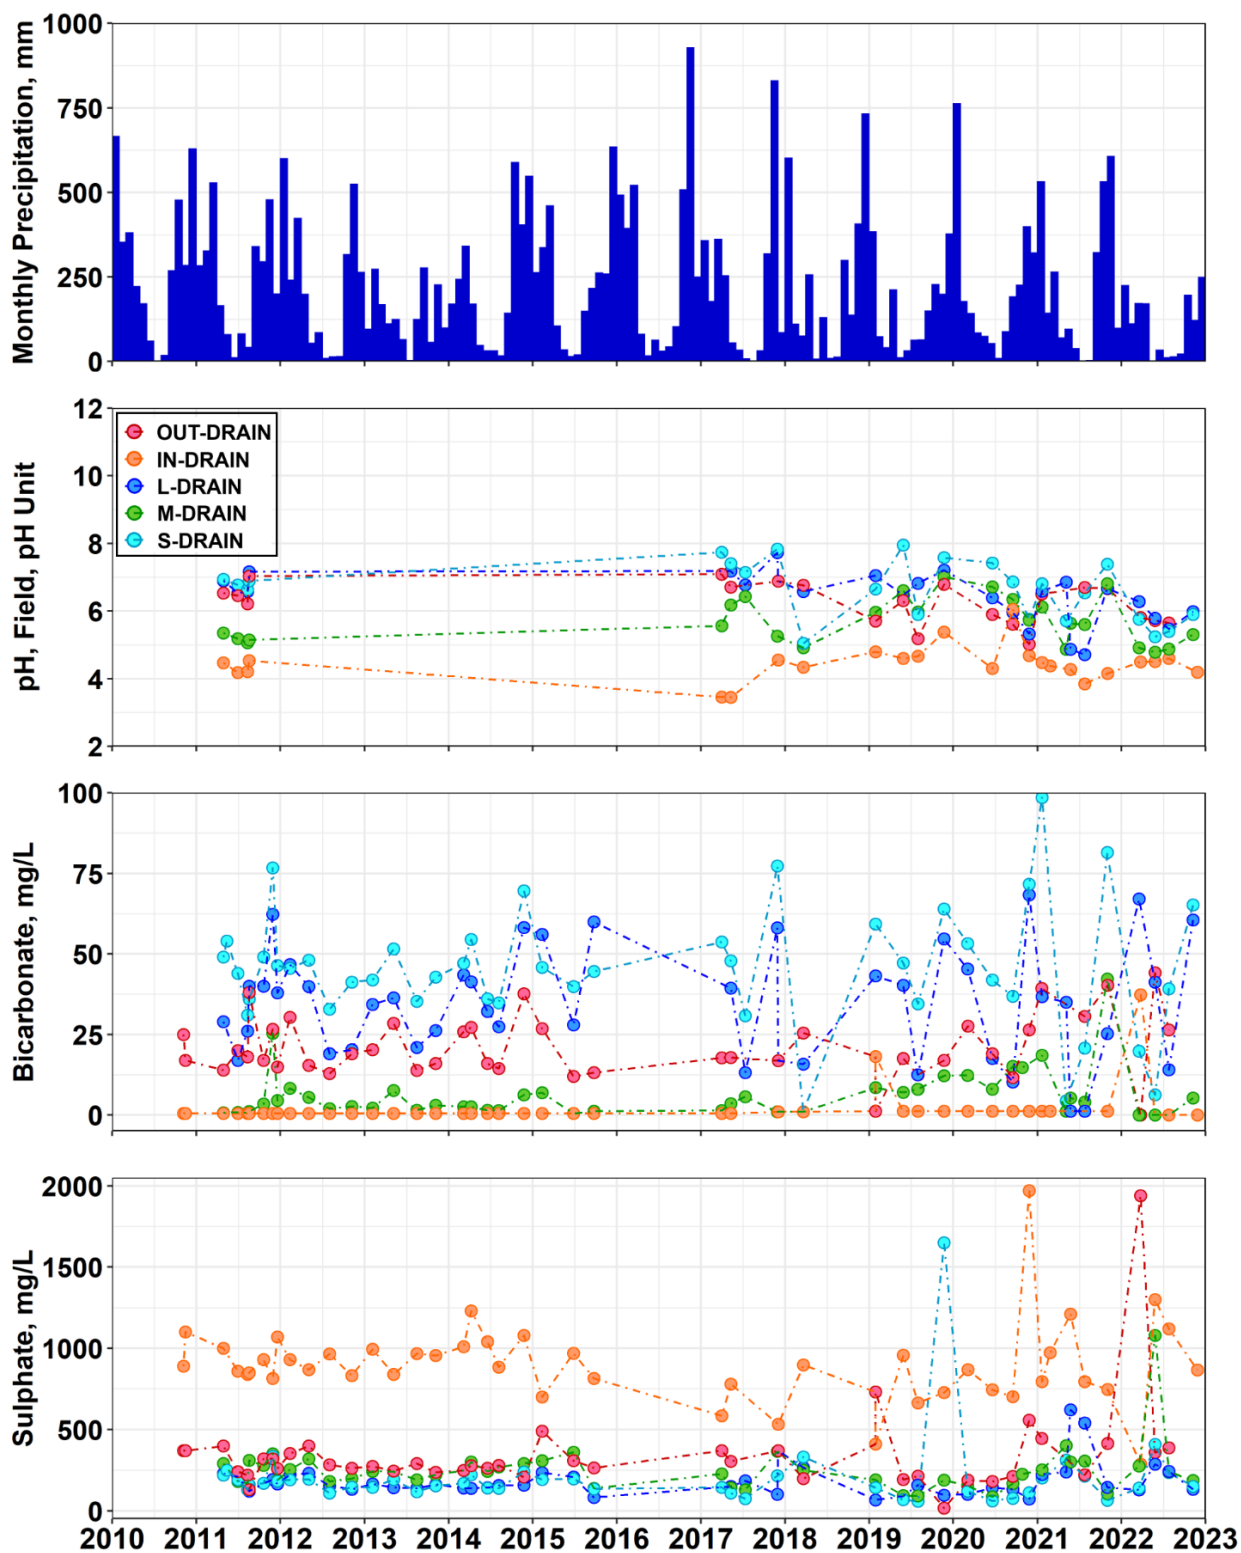 Monthly Precipitation, mm
1000
750
500
250
0
pH, Field, pH Unit
12
10
8
6
4
2
OUT-DRAIN
IN-DRAIN
L-DRAIN
M-DRAIN
S-DRAIN
Bicarbonate, mg/L
100
75
50
25
0
Sulphate, mg/L
2000
1500
1000
500
0
2010 2011 2012 2013 2014 2015 2016 2017 2018 2019 2020 2021 2022 2023